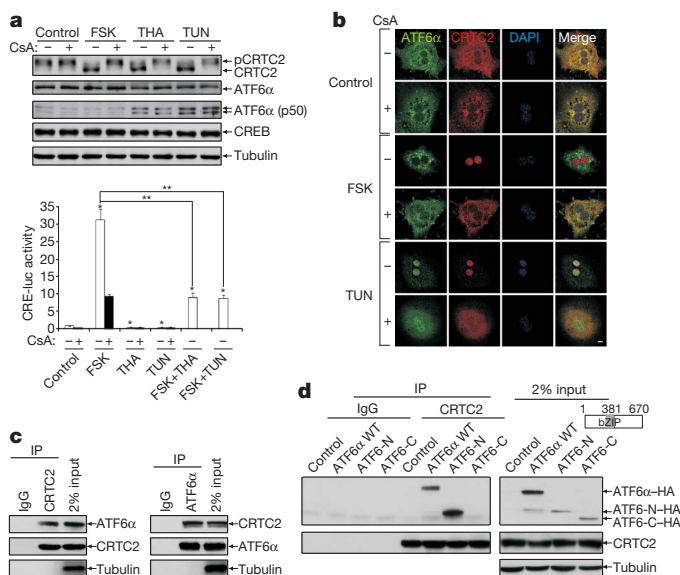 a
Control FSK THA TUN
CsA: – + – + – + – +
pCRTC2
CRTC2
ATF6α
ATF6α (p50)
CREB
Tubulin
CRE-luc activity
35
30
25
20
15
10
5
0
**
**
*
*
*
*
*
CsA: – + – + – + – + – –
Control
FSK
THA
TUN
FSK+THA
FSK+TUN
b
CsA
ATF6α CRTC2 DAPI Merge
Control
–
+
FSK
–
+
TUN
–
+
c
IP
IgG
CRTC2
2% input
ATF6α
CRTC2
Tubulin
IP
IgG
ATF6α
2% input
CRTC2
ATF6α
Tubulin
d
IP
IgG CRTC2
2% input
1 381 670
bZIP
Control
ATF6α WT
ATF6-N
ATF6-C
Control
ATF6α WT
ATF6-N
ATF6-C
Control
ATF6α WT
ATF6-N
ATF6-C
ATF6α–HA
ATF6-N–HA
ATF6-C–HA
CRTC2
Tubulin